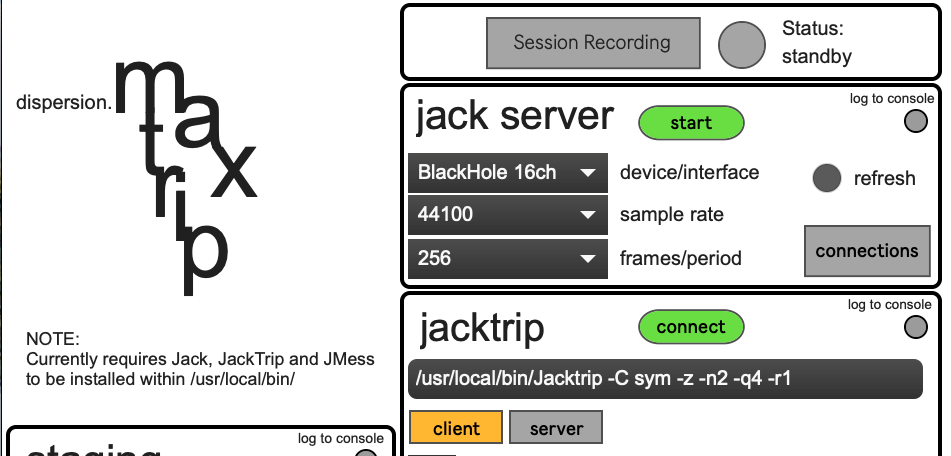 dispersion.max
trip
NOTE:
Currently requires Jack, JackTrip and JMess
to be installed within /usr/local/bin/
log to console
staging
Session Recording
Status:
standby
log to console
jack server
start
BlackHole 16ch
device/interface
refresh
44100
sample rate
256
frames/period
connections
log to console
jacktrip
connect
/usr/local/bin/Jacktrip -C sym -z -n2 -q4 -r1
client
server